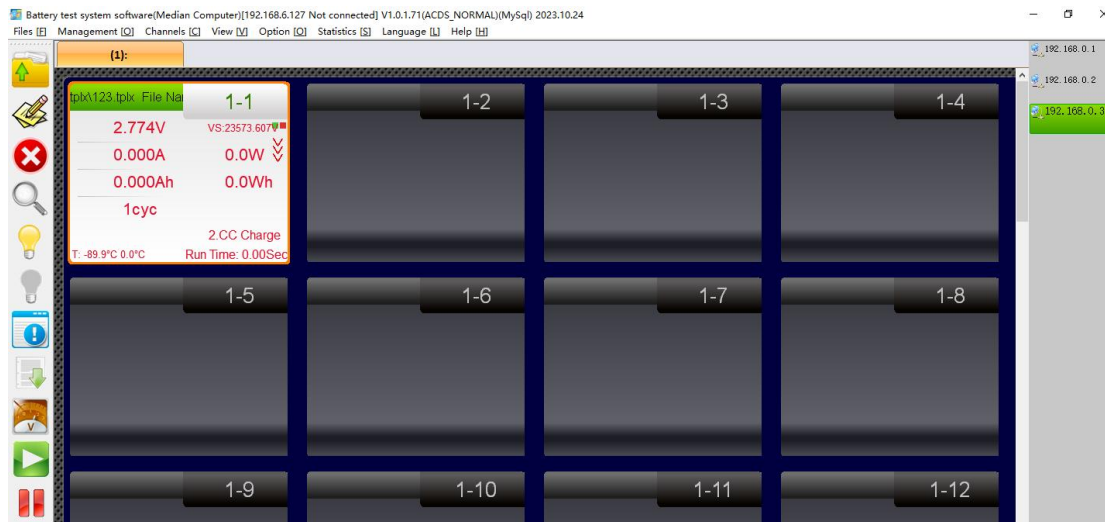 Battery test system software(Median Computer)[192.168.6.127 Not connected] V1.0.1.71(ACDS_NORMAL)(MySql) 2023.10.24
Files [F] Management [O] Channels [C] View [V] Option [O] Statistics [S] Language [L] Help [H]
(1):
192.168.0.1
192.168.0.2
192.168.0.3
tplx\123.tplx File Na
1-1
2.774V VS:23573.607
0.000A 0.0W
0.000Ah 0.0Wh
1cyc
2.CC Charge
T: -89.9°C 0.0°C Run Time: 0.00Sec
1-2
1-3
1-4
1-5
1-6
1-7
1-8
1-9
1-10
1-11
1-12
V